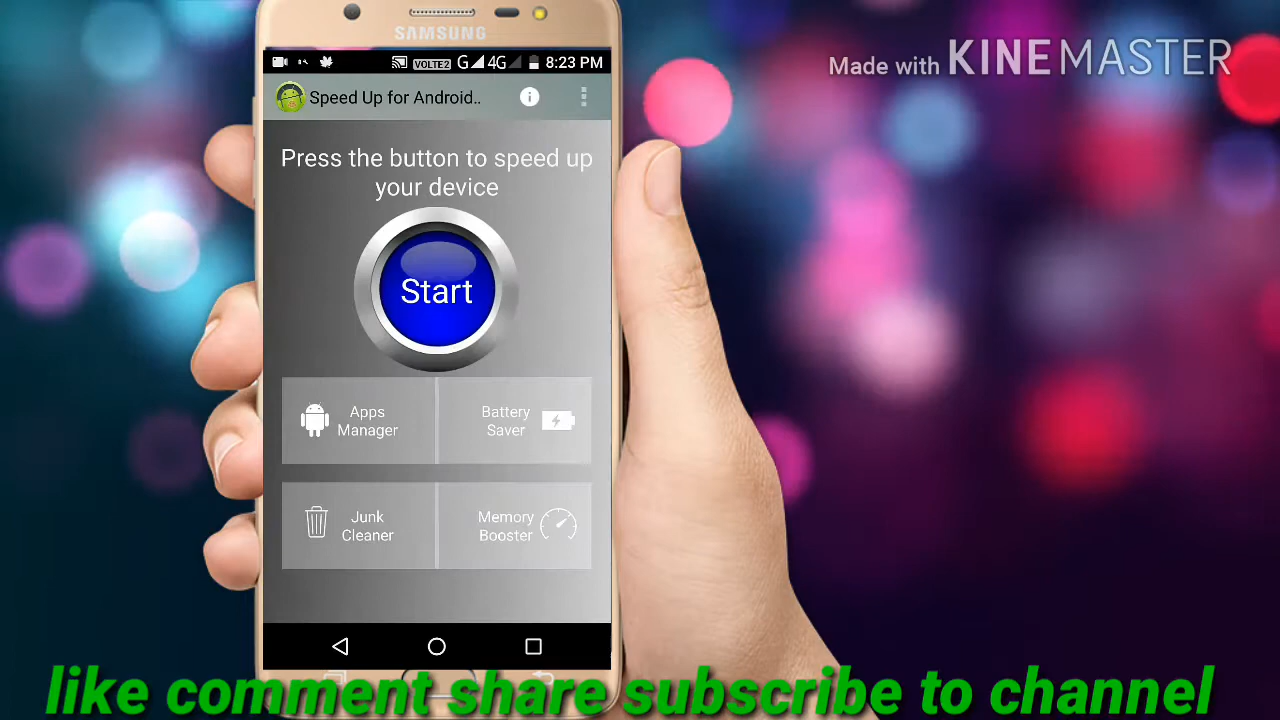 SAMSUNG
Made with KINEMASTER
VOLTE2 G 4G 8:23 PM
Speed Up for Android..
Press the button to speed up
your device
Start
Apps
Manager
Battery
Saver
Junk
Cleaner
Memory
Booster
like comment share subscribe to channel